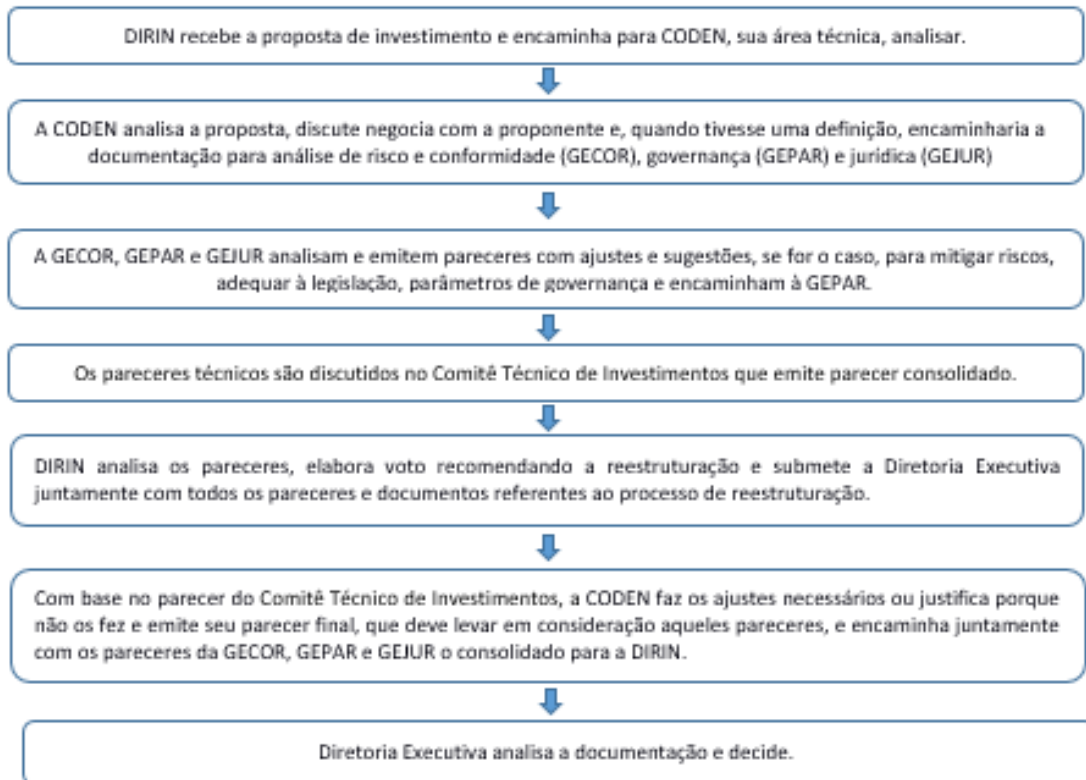 DIRIN recebe a proposta de investimento e encaminha para CODEN, sua área técnica, analisar.
A CODEN analisa a proposta, discute negocia com a proponente e, quando tivesse uma definição, encaminharia a
documentação para análise de risco e conformidade (GECOR), governança (GEPAR) e jurídica (GEJUR)
A GECOR, GEPAR e GEJUR analisam e emitem pareceres com ajustes e sugestões, se for o caso, para mitigar riscos,
adequar à legislação, parâmetros de governança e encaminham à GEPAR.
Os pareceres técnicos são discutidos no Comitê Técnico de Investimentos que emite parecer consolidado.
DIRIN analisa os pareceres, elabora voto recomendando a reestruturação e submete a Diretoria Executiva
juntamente com todos os pareceres e documentos referentes ao processo de reestruturação.
Com base no parecer do Comitê Técnico de Investimentos, a CODEN faz os ajustes necessários ou justifica porque
não os fez e emite seu parecer final, que deve levar em consideração aqueles pareceres, e encaminha juntamente
com os pareceres da GECOR, GEPAR e GEJUR o consolidado para a DIRIN.
Diretoria Executiva analisa a documentação e decide.